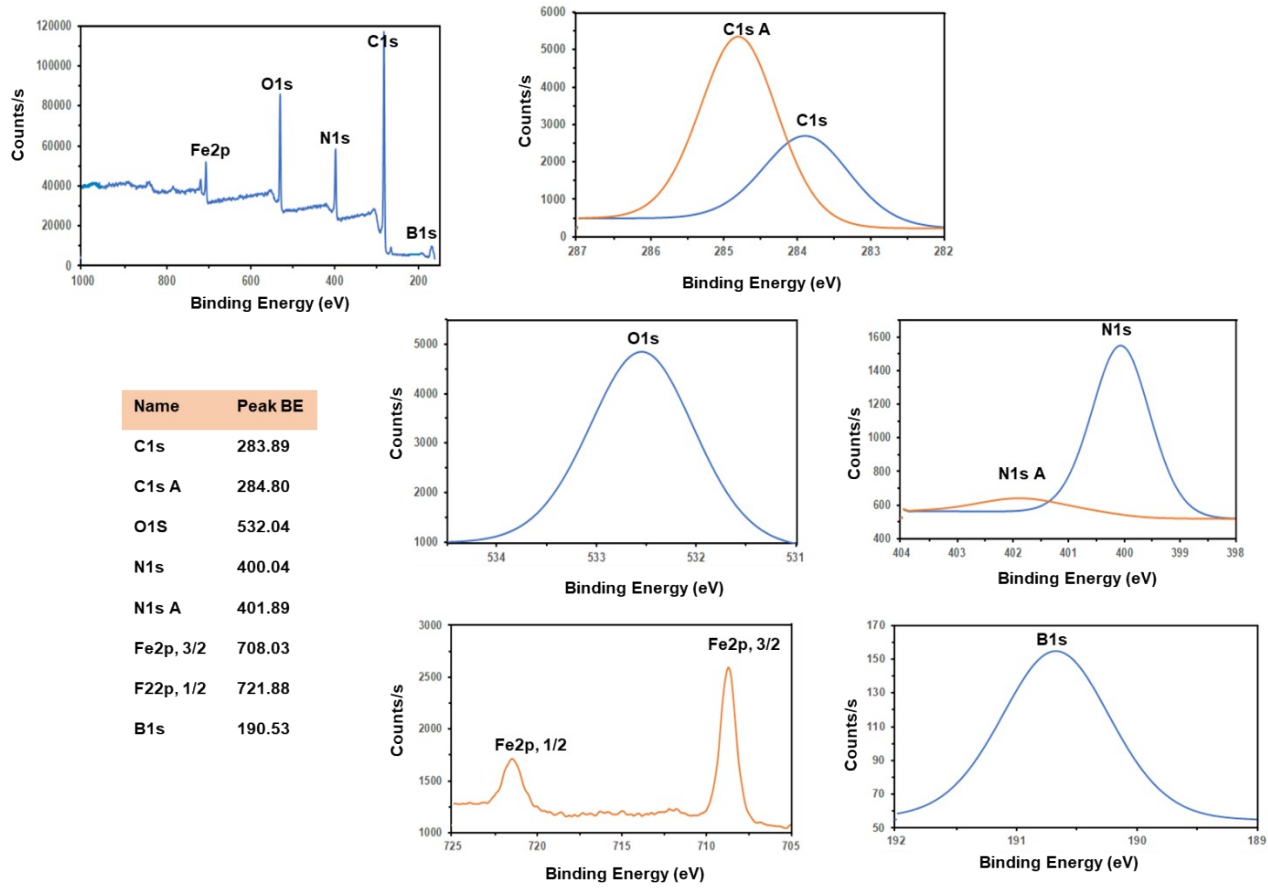 120000
100000
80000
60000
40000
20000
0
Counts/s
C1s
O1s
N1s
Fe2p
B1s
1000
800
600
400
200
Binding Energy (eV)
6000
5000
4000
3000
2000
1000
0
Counts/s
C1s A
C1s
287
286
285
284
283
282
Binding Energy (eV)
Name Peak BE
C1s 283.89
C1s A 284.80
O1S 532.04
N1s 400.04
N1s A 401.89
Fe2p, 3/2 708.03
F22p, 1/2 721.88
B1s 190.53
5000
4000
3000
2000
1000
Counts/s
O1s
534
533
532
531
Binding Energy (eV)
1600
1400
1200
1000
800
600
400
Counts/s
N1s
N1s A
404
403
402
401
400
399
398
Binding Energy (eV)
3000
2500
2000
1500
1000
Counts/s
Fe2p, 3/2
Fe2p, 1/2
725
720
715
710
705
Binding Energy (eV)
170
150
130
110
90
70
50
Counts/s
B1s
192
191
190
189
Binding Energy (eV)